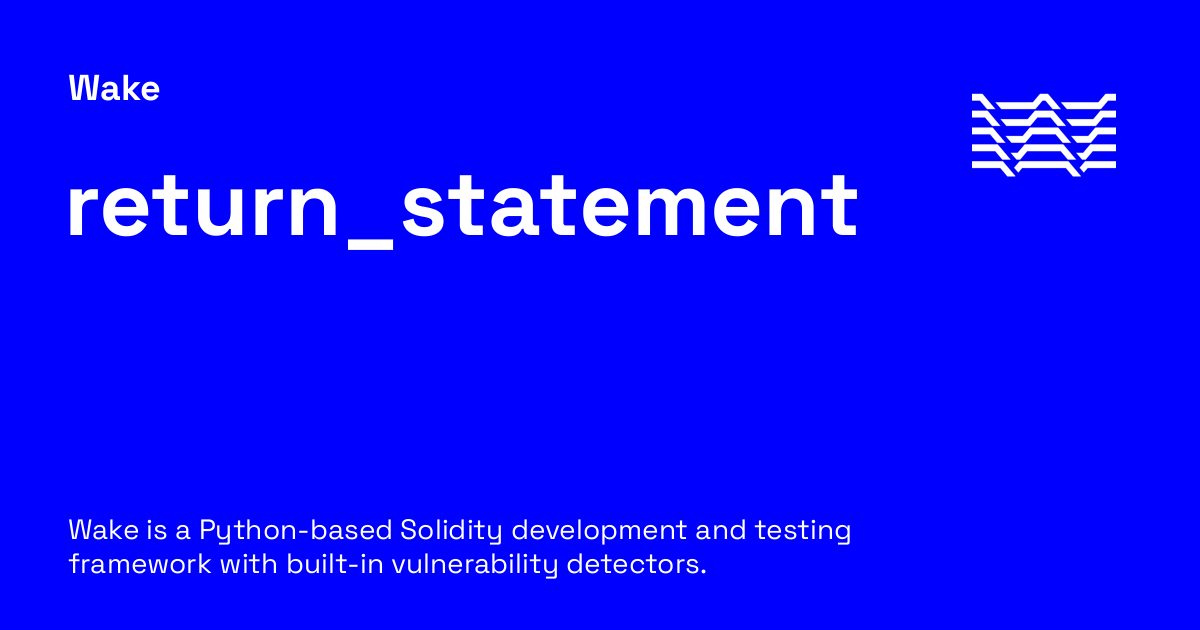 Wake
return_statement
Wake is a Python-based Solidity development and testing
framework with built-in vulnerability detectors.